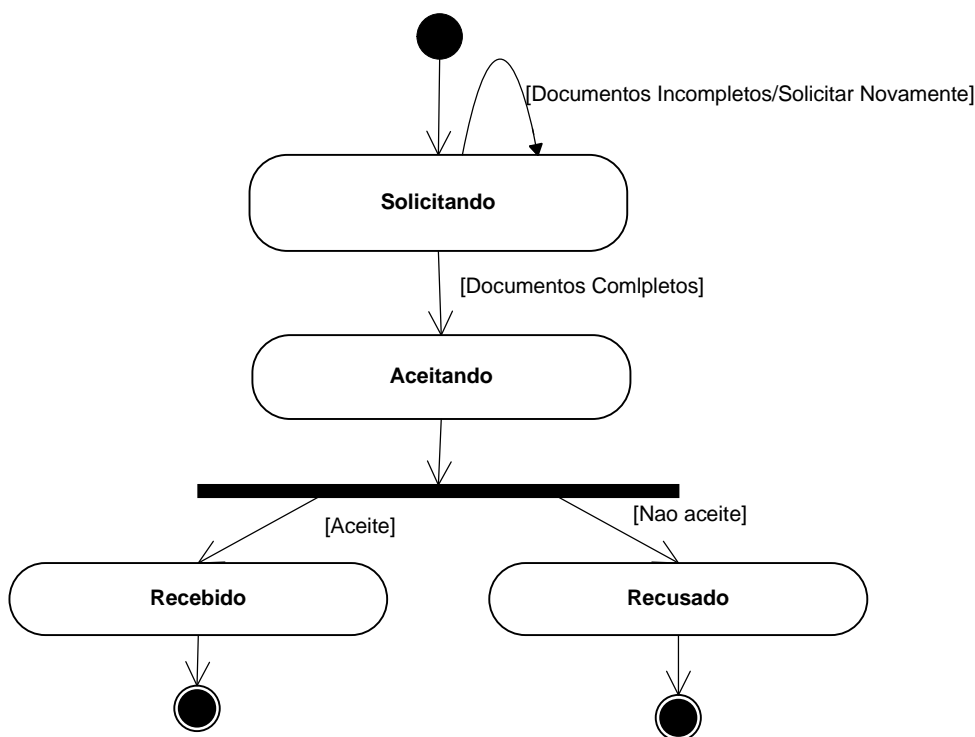 [Documentos Incompletos/Solicitar Novamente]
Solicitando
[Documentos Comlpletos]
Aceitando
[Aceite]
[Nao aceite]
Recebido
Recusado